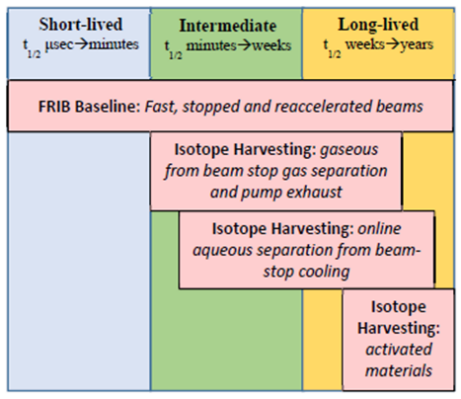 Short-lived
t1/2 µsec→minutes
Intermediate
t1/2 minutes→weeks
Long-lived
t1/2 weeks→years
FRIB Baseline: Fast, stopped and reaccelerated beams
Isotope Harvesting: gaseous
from beam stop gas separation
and pump exhaust
Isotope Harvesting: online
aqueous separation from beam-
stop cooling
Isotope
Harvesting:
activated
materials